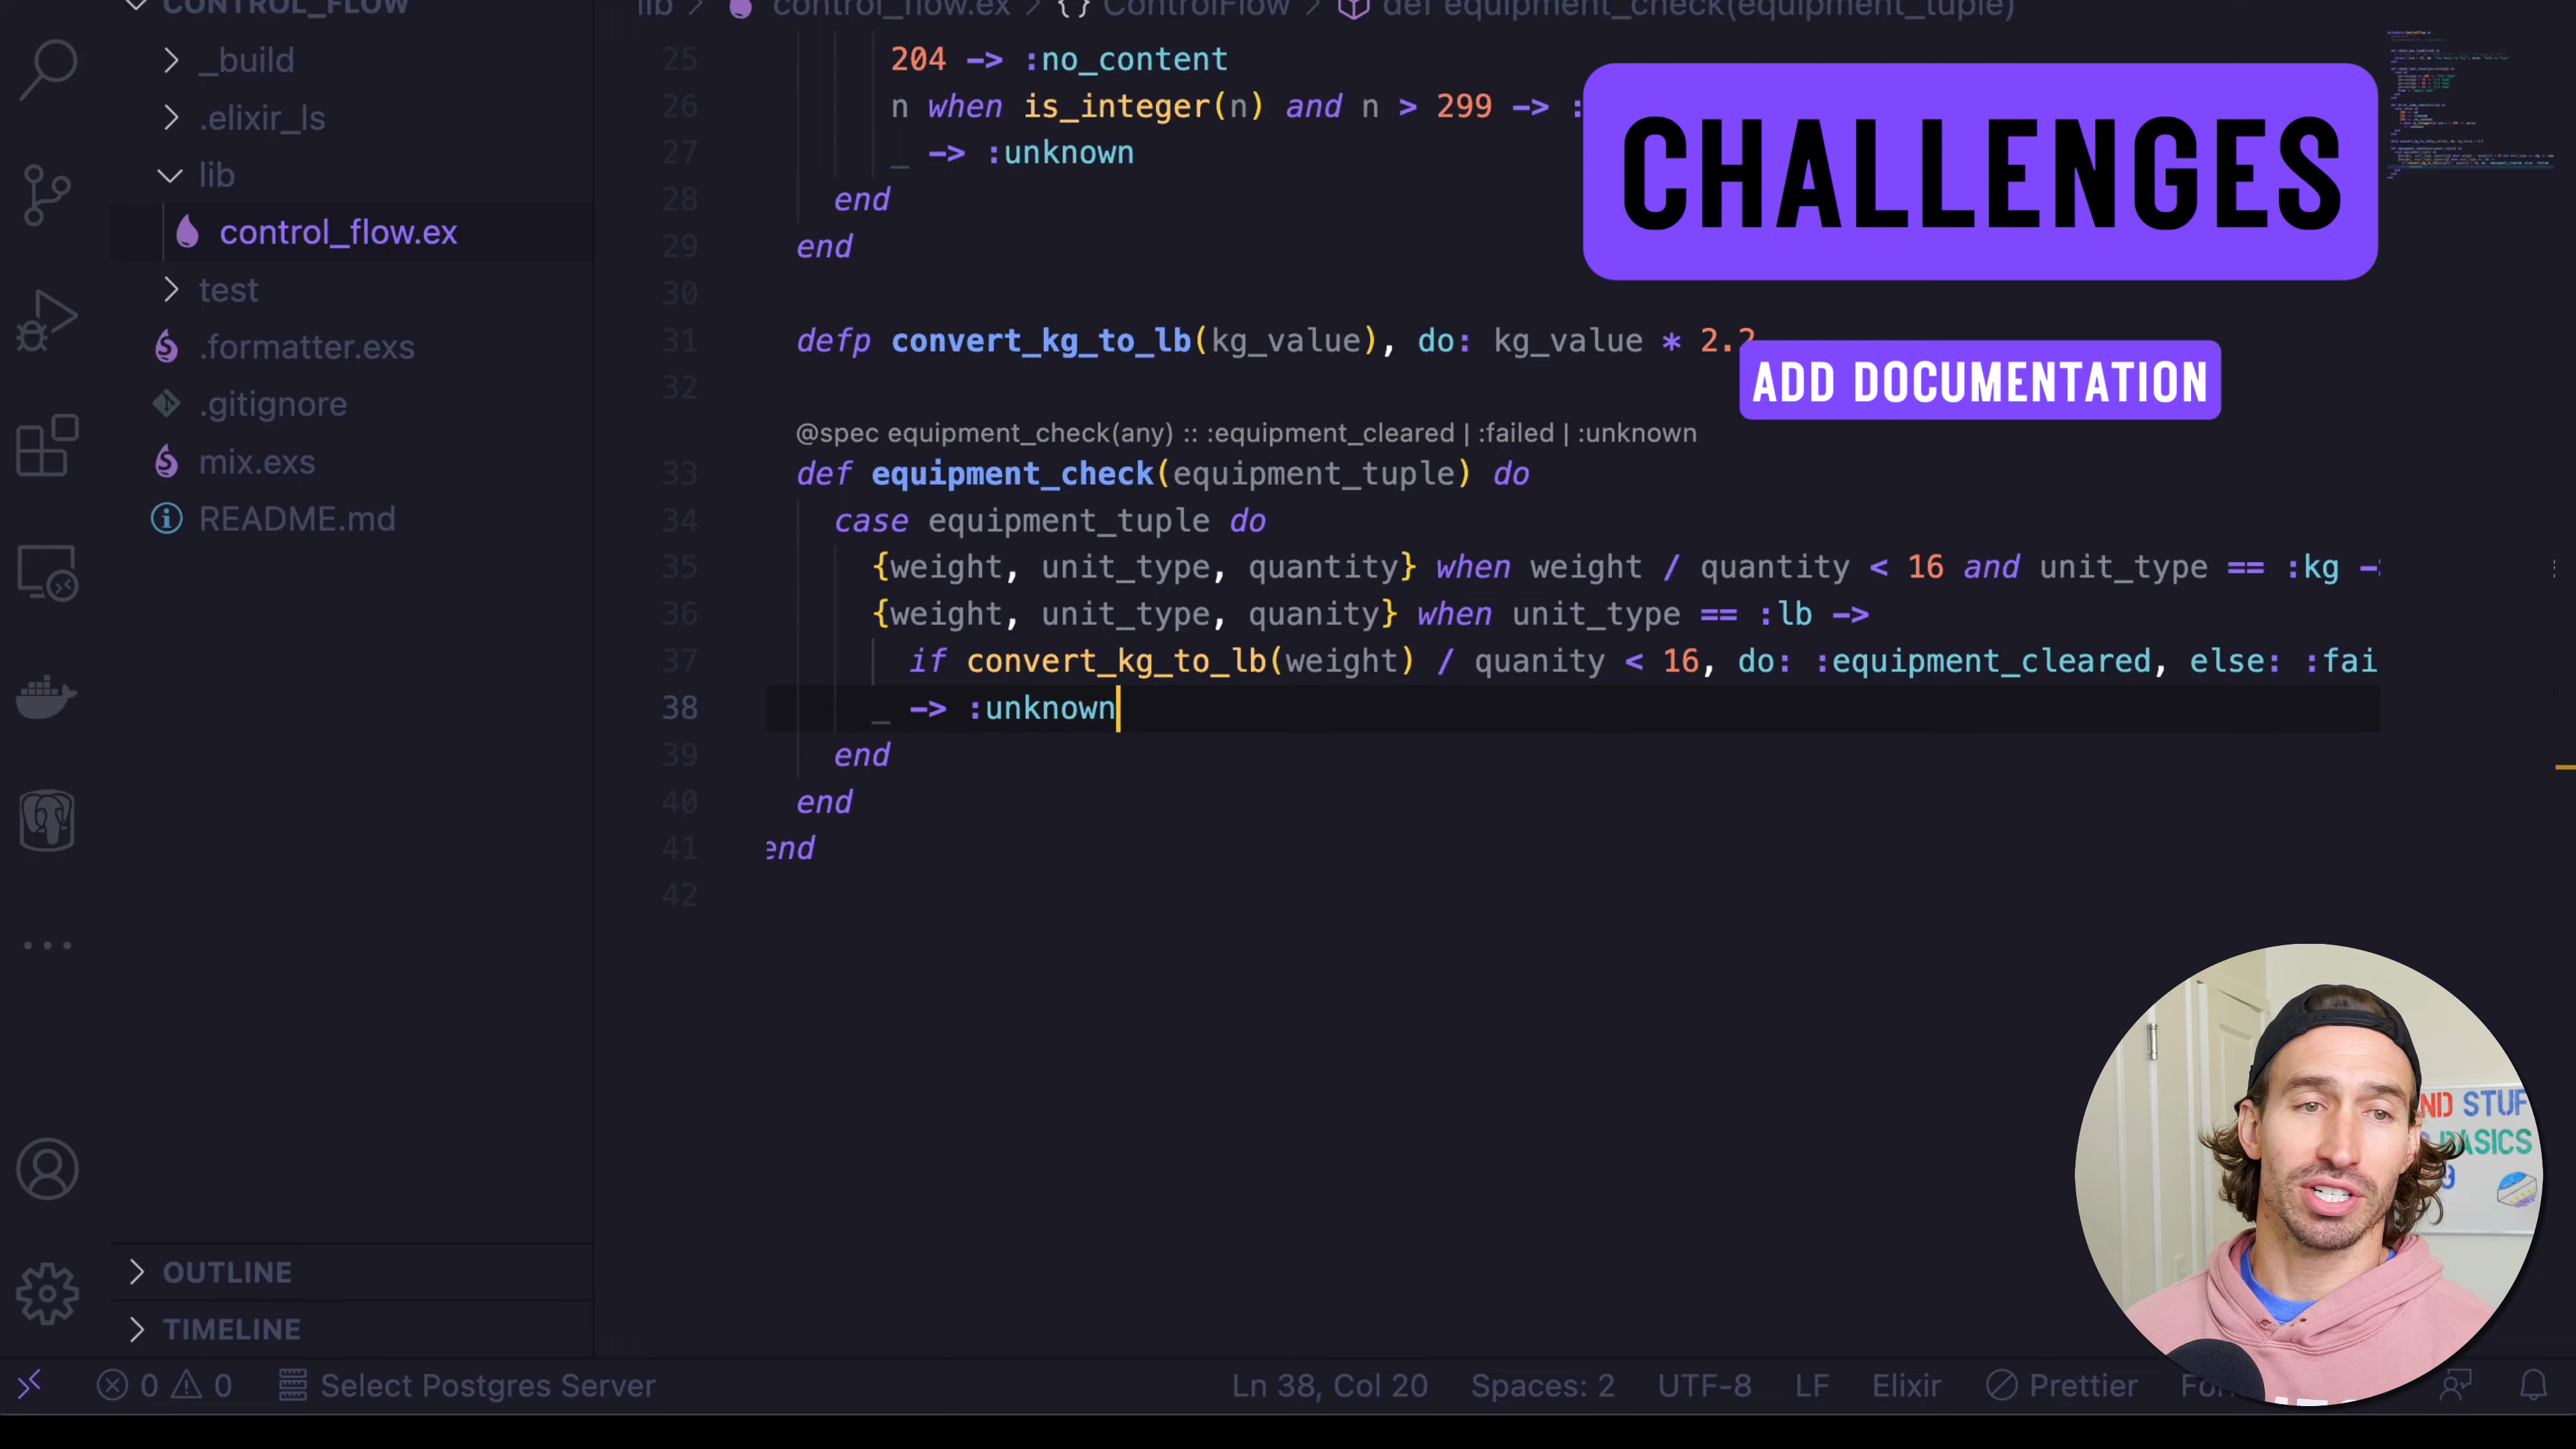 CONTROL_FLOW
_build
.elixir_ls
lib
control_flow.ex
test
.formatter.exs
.gitignore
mix.exs
README.md
OUTLINE
TIMELINE
lib > control_flow.ex > {} ControlFlow > def equipment_check(equipment_tuple)
25 204 -> :no_content
26 n when is_integer(n) and n > 299 -> :
27 _ -> :unknown
28 end
29 end
30
31 defp convert_kg_to_lb(kg_value), do: kg_value * 2.2
32
@spec equipment_check(any) :: :equipment_cleared | :failed | :unknown
33 def equipment_check(equipment_tuple) do
34 case equipment_tuple do
35 {weight, unit_type, quantity} when weight / quantity < 16 and unit_type == :kg -
36 {weight, unit_type, quanity} when unit_type == :lb ->
37 if convert_kg_to_lb(weight) / quanity < 16, do: :equipment_cleared, else: :fai
38 _ -> :unknown
39 end
40 end
41 end
42
CHALLENGES
ADD DOCUMENTATION
ND STUF
BASICS
0 0 Select Postgres Server Ln 38, Col 20 Spaces: 2 UTF-8 LF Elixir Prettier